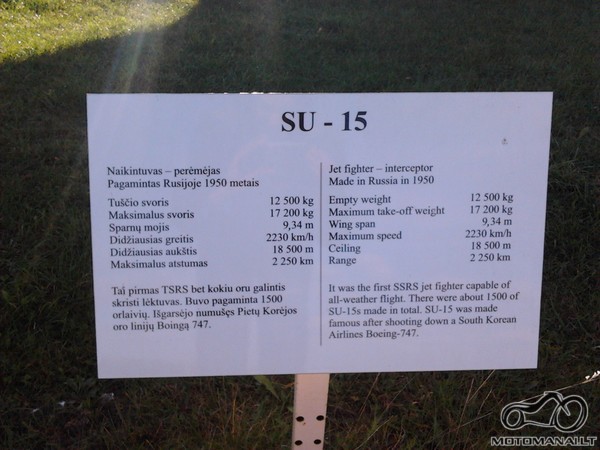 SU - 15
Naikintuvas – perėmėjas
Pagamintas Rusijoje 1950 metais
Tuščio svoris 12 500 kg
Maksimalus svoris 17 200 kg
Sparnų mojis 9,34 m
Didžiausias greitis 2230 km/h
Didžiausias aukštis 18 500 m
Maksimalus atstumas 2 250 km
Tai pirmas TSRS bet kokiu oru galintis
skristi lėktuvas. Buvo pagaminta 1500
orlaivių. Išgarsėjo numušęs Pietų Korėjos
oro linijų Boingą 747.
Jet fighter – interceptor
Made in Russia in 1950
Empty weight 12 500 kg
Maximum take-off weight 17 200 kg
Wing span 9,34 m
Maximum speed 2230 km/h
Ceiling 18 500 m
Range 2 250 km
It was the first SSRS jet fighter capable of
all-weather flight. There were about 1500 of
SU-15s made in total. SU-15 was made
famous after shooting down a South Korean
Airlines Boeing-747.
MOTOMANAI.LT